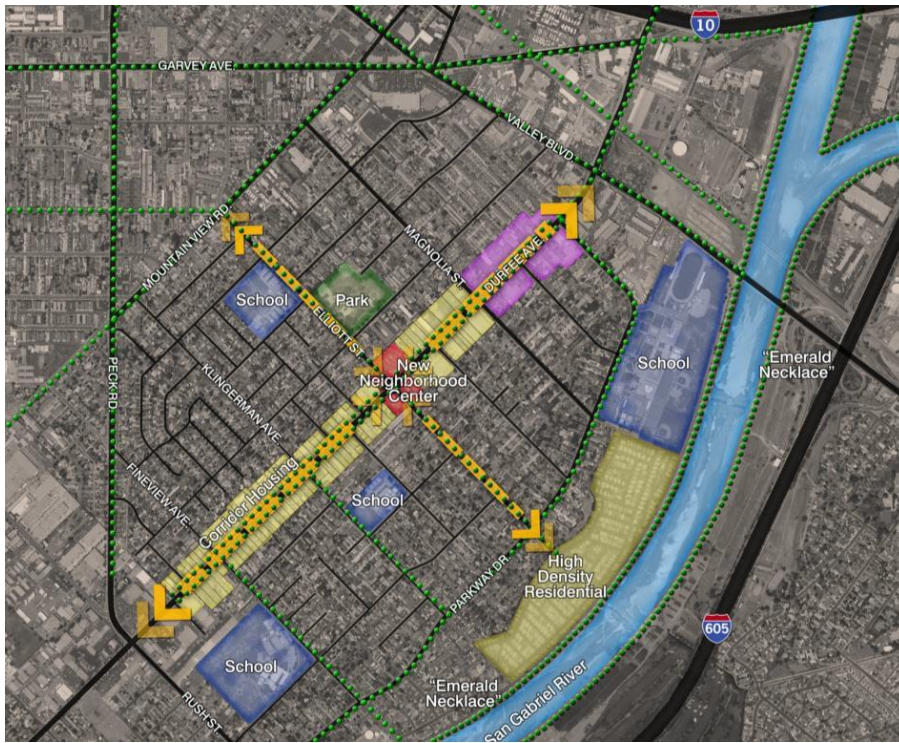 10
GARVEY AVE.
VALLEY BLVD
MOUNTAIN VIEW RD.
MAGNOLIA ST.
DURFEE AVE.
School
Park
ELLIOTT ST.
School
"Emerald
Necklace"
PECK RD.
KLINGERMAN AVE.
New
Neighborhood
Center
Corridor Housing
FINEVIEW AVE.
School
PARKWAY DR.
High
Density
Residential
605
School
RUSH ST.
"Emerald
Necklace"
San Gabriel River